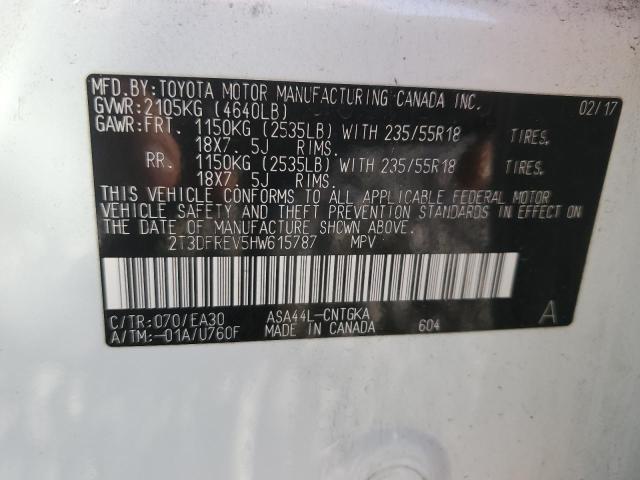 MFD.BY:TOYOTA MOTOR MANUFACTURING CANADA INC. 02/17
GVWR:2105KG (4640LB)
GAWR:FRT. 1150KG (2535LB) WITH 235/55R18 TIRES,
18X7. 5J RIMS.
RR. 1150KG (2535LB) WITH 235/55R18 TIRES,
18X7. 5J RIMS.
THIS VEHICLE CONFORMS TO ALL APPLICABLE FEDERAL MOTOR
VEHICLE SAFETY AND THEFT PREVENTION STANDARDS IN EFFECT ON
THE DATE OF MANUFACTURE SHOWN ABOVE.
2T3DFREV5HW615787 MPV
C/TR:070/EA30 ASA44L-CNTGKA A
A/TM:-01A/U760F MADE IN CANADA 604